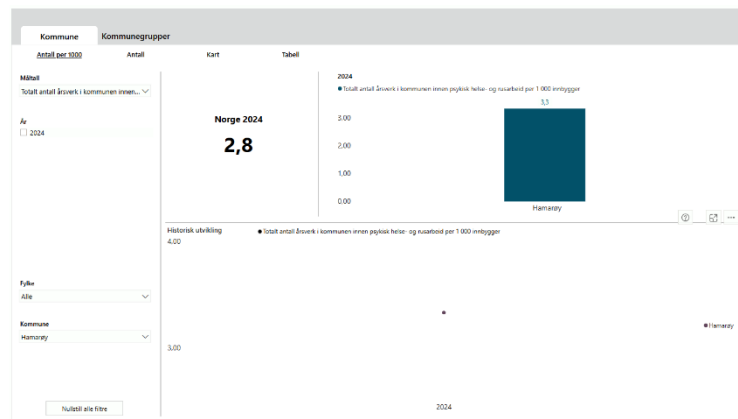 Kommune
Kommunegrupper
Antall per 1000
Antall
Kart
Tabell
Måltall
Totalt antall årsverk i kommunen innen...
År
2024
Norge 2024
2,8
2024
Totalt antall årsverk i kommunen innen psykisk helse- og rusarbeid per 1 000 innbygger
3,3
3.00
2.00
1.00
0.00
Hamarøy
Historisk utvikling
Totalt antall årsverk i kommunen innen psykisk helse- og rusarbeid per 1 000 innbygger
4.00
Fylke
Alle
Kommune
Hamarøy
Hamarøy
3.00
2024
Nullstill alle filtre